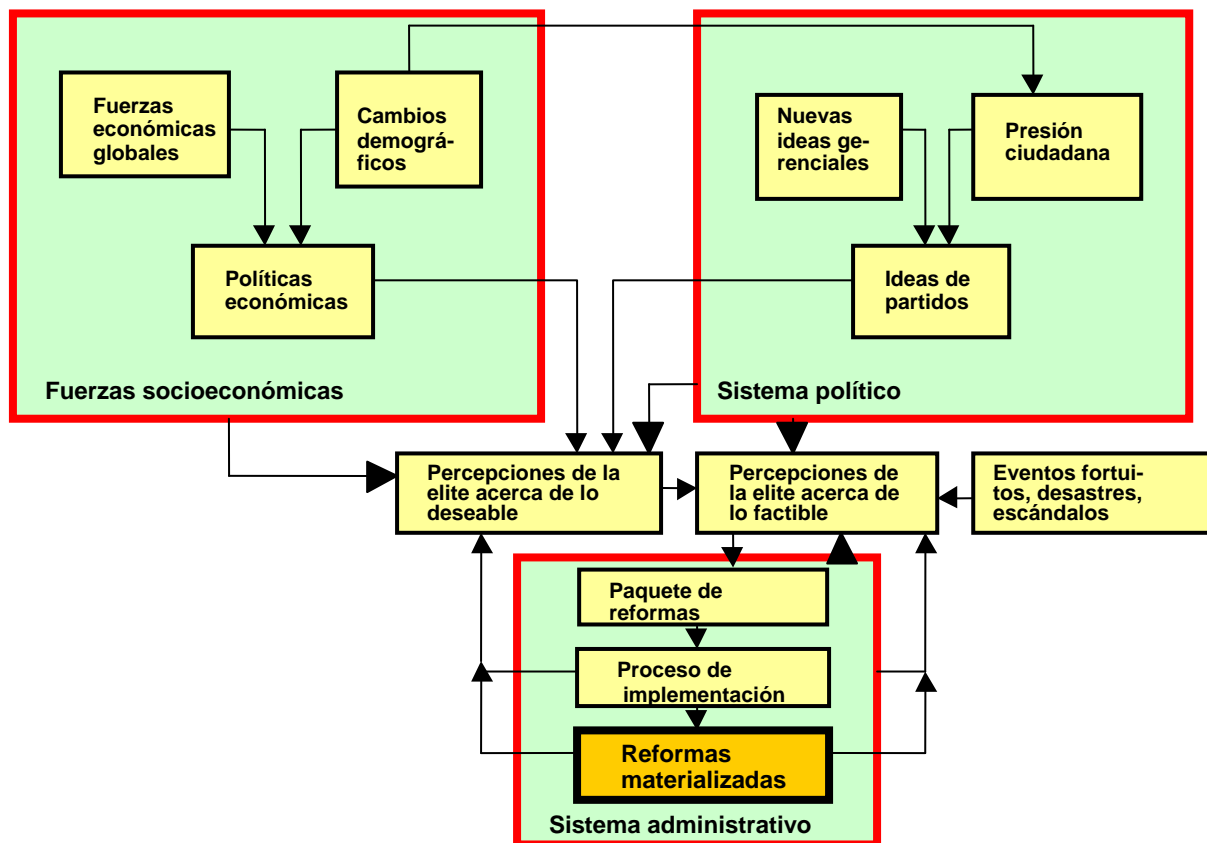 Fuerzas
económicas
globales
Cambios
demográ-
ficos
Políticas
económicas
Fuerzas socioeconómicas
Nuevas
ideas ge-
renciales
Presión
ciudadana
Ideas de
partidos
Sistema político
Percepciones de la
elite acerca de lo
deseable
Percepciones de
la elite acerca de
lo factible
Eventos fortui-
tos, desastres,
escándalos
Paquete de
reformas
Proceso de
implementación
Reformas
materializadas
Sistema administrativo